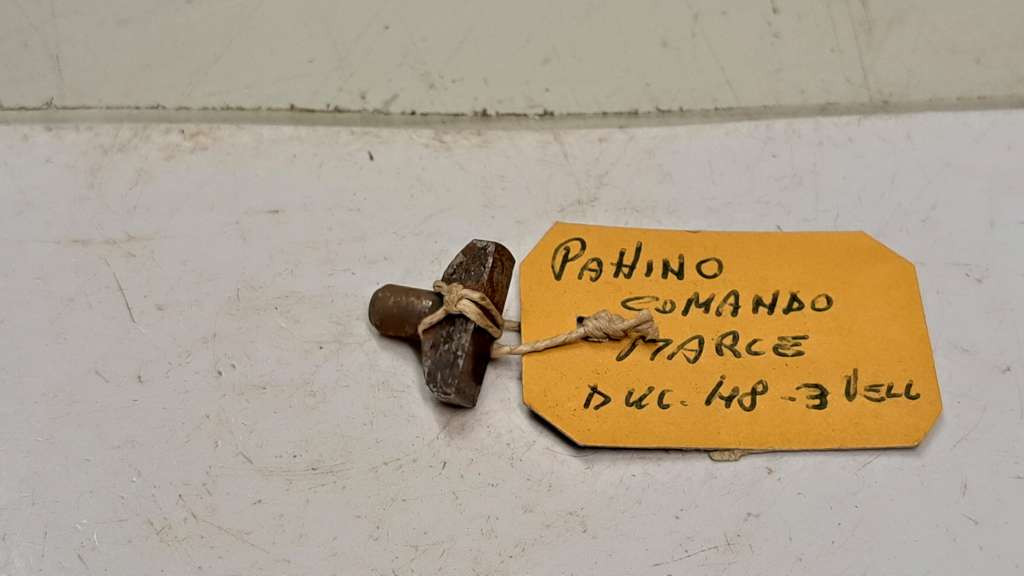 PAHINO
COMANDO
MARCE
DUC. 48 - 3 VELL